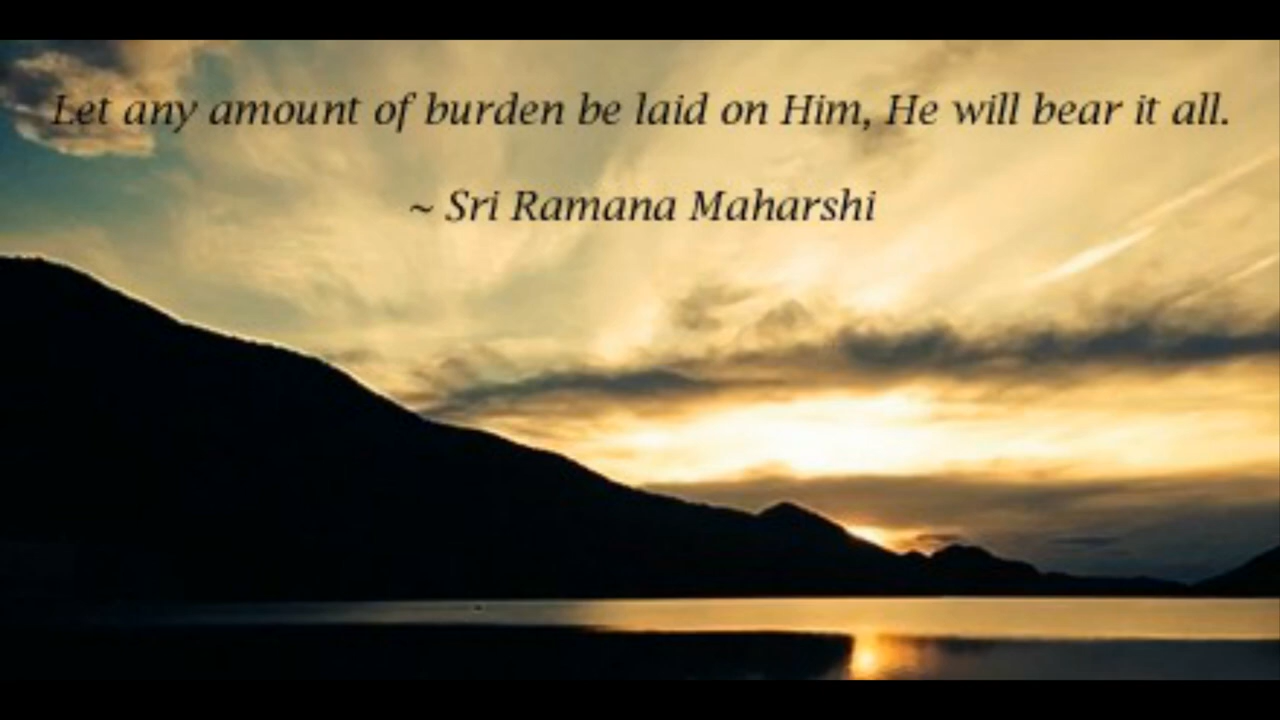 Let any amount of burden be laid on Him, He will bear it all.
~ Sri Ramana Maharshi